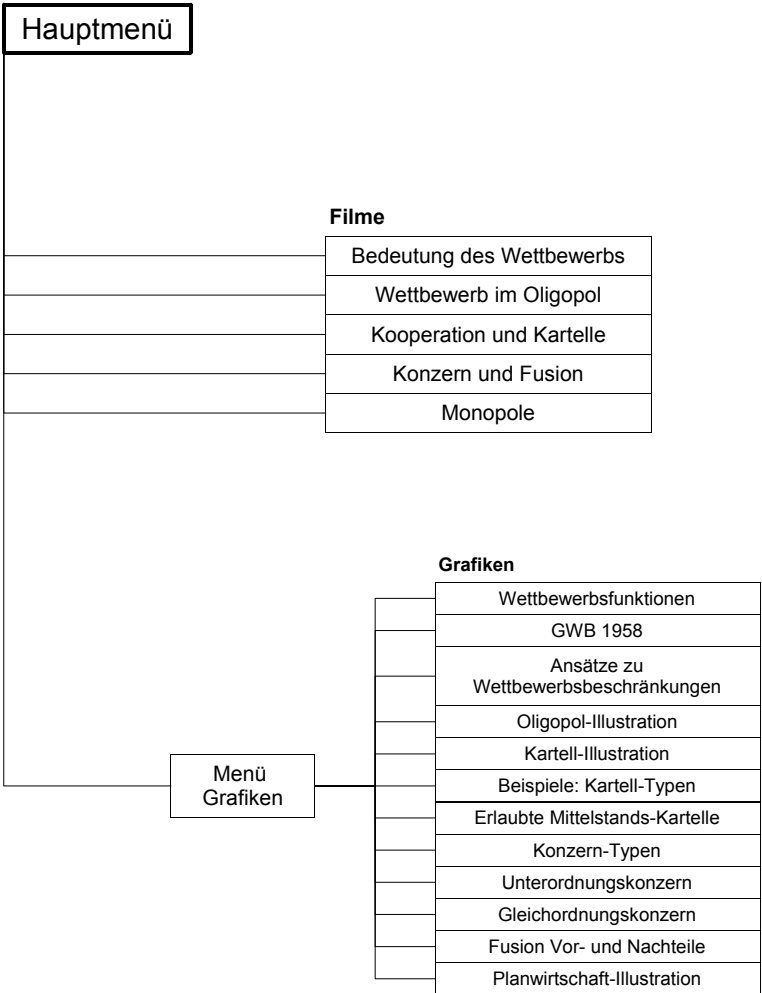 Hauptmenü
Filme
Bedeutung des Wettbewerbs
Wettbewerb im Oligopol
Kooperation und Kartelle
Konzern und Fusion
Monopole
Grafiken
Wettbewerbsfunktionen
GWB 1958
Ansätze zu
Wettbewerbsbeschränkungen
Oligopol-Illustration
Kartell-Illustration
Menü
Grafiken
Beispiele: Kartell-Typen
Erlaubte Mittelstands-Kartelle
Konzern-Typen
Unterordnungskonzern
Gleichordnungskonzern
Fusion Vor- und Nachteile
Planwirtschaft-Illustration